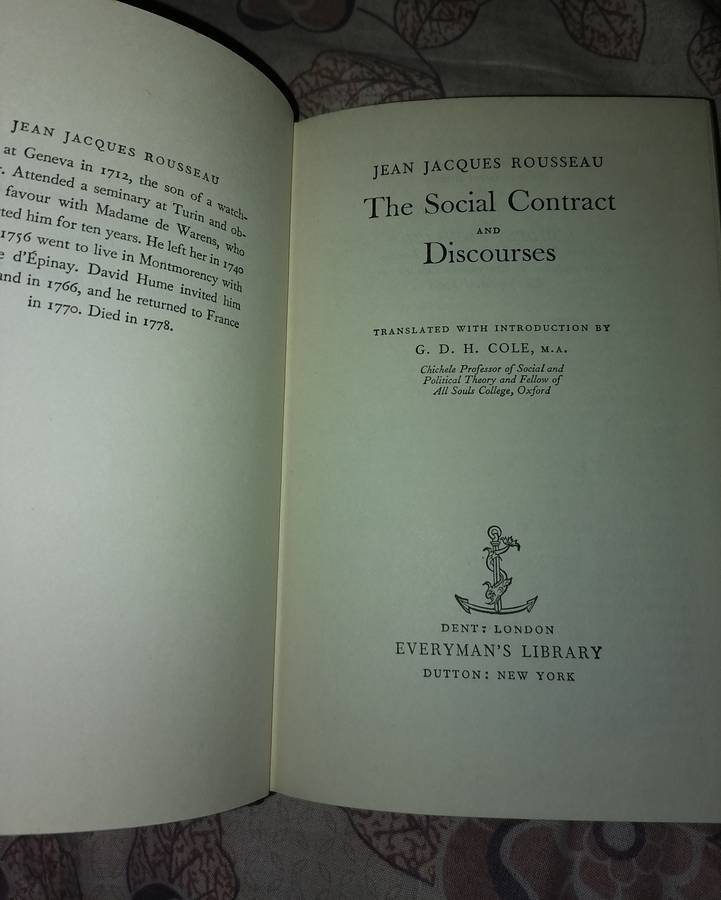 JEAN JACQUES ROUSSEAU
at Geneva in 1712, the son of a watch-
Attended a seminary at Turin and ob-
favour with Madame de Warens, who
ted him for ten years. He left her in 1740
1756 went to live in Montmorency with
e d'Épinay. David Hume invited him
and in 1766, and he returned to France
in 1770. Died in 1778.
JEAN JACQUES ROUSSEAU
The Social Contract
AND
Discourses
TRANSLATED WITH INTRODUCTION BY
G. D. H. COLE, M.A.
Chichele Professor of Social and
Political Theory and Fellow of
All Souls College, Oxford
DENT: LONDON
EVERYMAN'S LIBRARY
DUTTON: NEW YORK